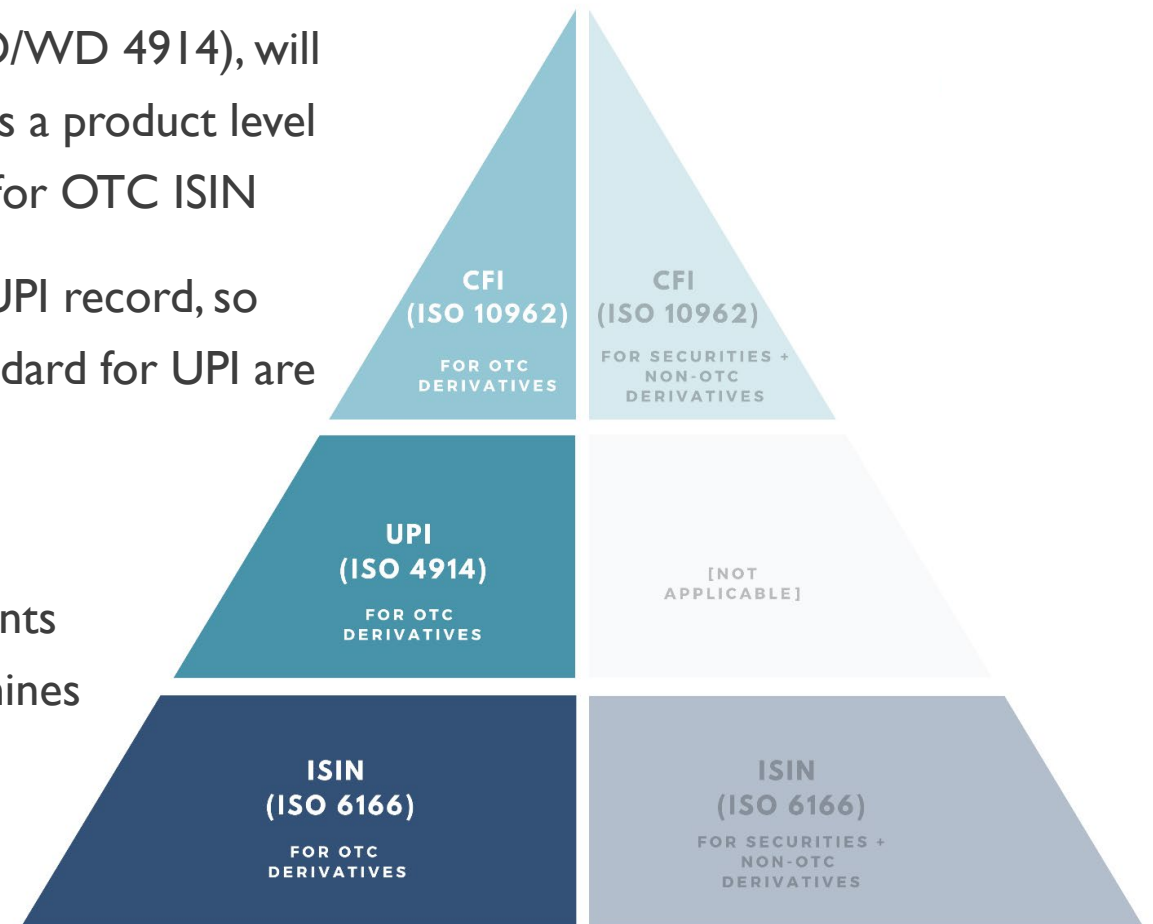 D/WD 4914), will
s a product level
for OTC ISIN
UPI record, so
dard for UPI are
nts
nines
CFI
(ISO 10962)
FOR OTC
DERIVATIVES
CFI
(ISO 10962)
FOR SECURITIES +
NON-OTC
DERIVATIVES
UPI
(ISO 4914)
FOR OTC
DERIVATIVES
[NOT
APPLICABLE]
ISIN
(ISO 6166)
FOR OTC
DERIVATIVES
ISIN
(ISO 6166)
FOR SECURITIES +
NON-OTC
DERIVATIVES